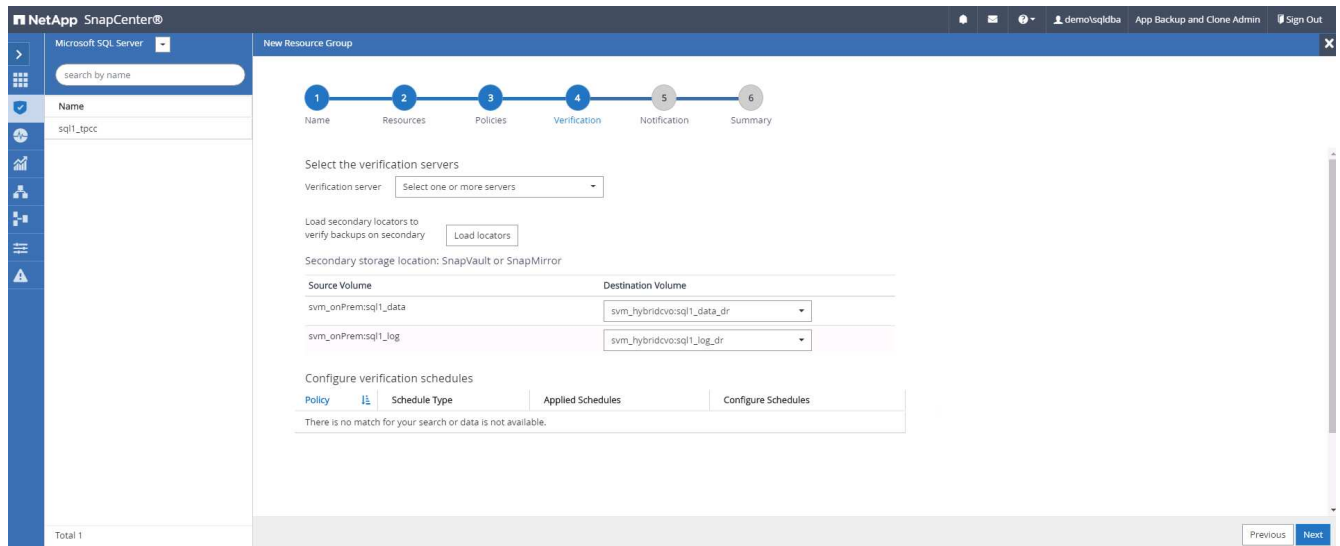 NetApp SnapCenter®
demo\sqldba App Backup and Clone Admin Sign Out
Microsoft SQL Server
New Resource Group
search by name
Name
sql1_tpcc
1 2 3 4 5 6
Name Resources Policies Verification Notification Summary
Select the verification servers
Verification server Select one or more servers
Load secondary locators to
verify backups on secondary Load locators
Secondary storage location: SnapVault or SnapMirror
Source Volume Destination Volume
svm_onPrem:sql1_data svm_hybridcvo:sql1_data_dr
svm_onPrem:sql1_log svm_hybridcvo:sql1_log_dr
Configure verification schedules
Policy Schedule Type Applied Schedules Configure Schedules
There is no match for your search or data is not available.
Total 1
Previous Next